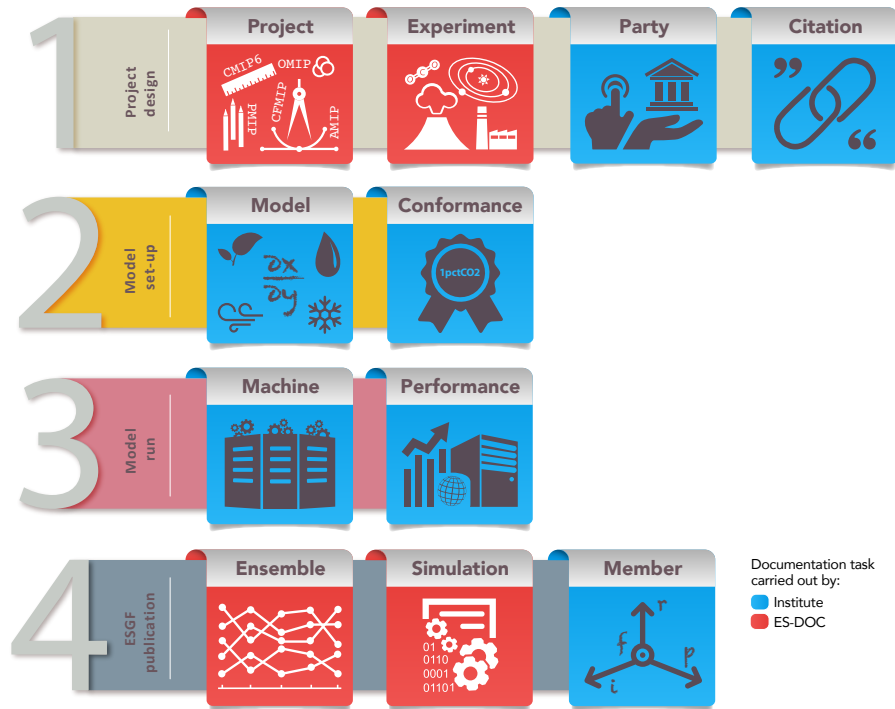 1
Project
design
Project
CMIP6
OMIP
PMIP
CFMIP
AMIP
Experiment
Party
Citation
”
“
2
Model
set-up
Model
∂x
∂y
Conformance
1pctCO2
3
Model
run
Machine
Performance
4
ESGF
publication
Ensemble
Simulation
01
0110
0001
01101
Member
r
f
p
i
Documentation task
carried out by:
Institute
ES-DOC